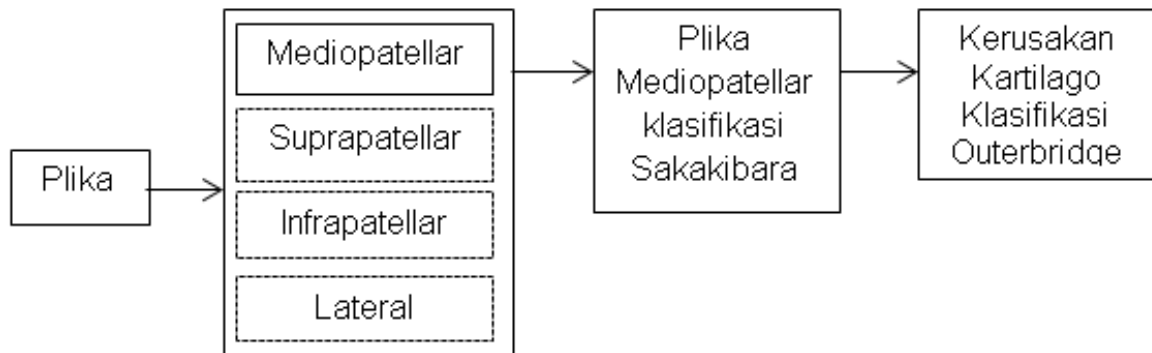 Plika
Mediopatellar
Suprapatellar
Infrapatellar
Lateral
Plika
Mediopatellar
klasifikasi
Sakakibara
Kerusakan
Kartilago
Klasifikasi
Outerbridge